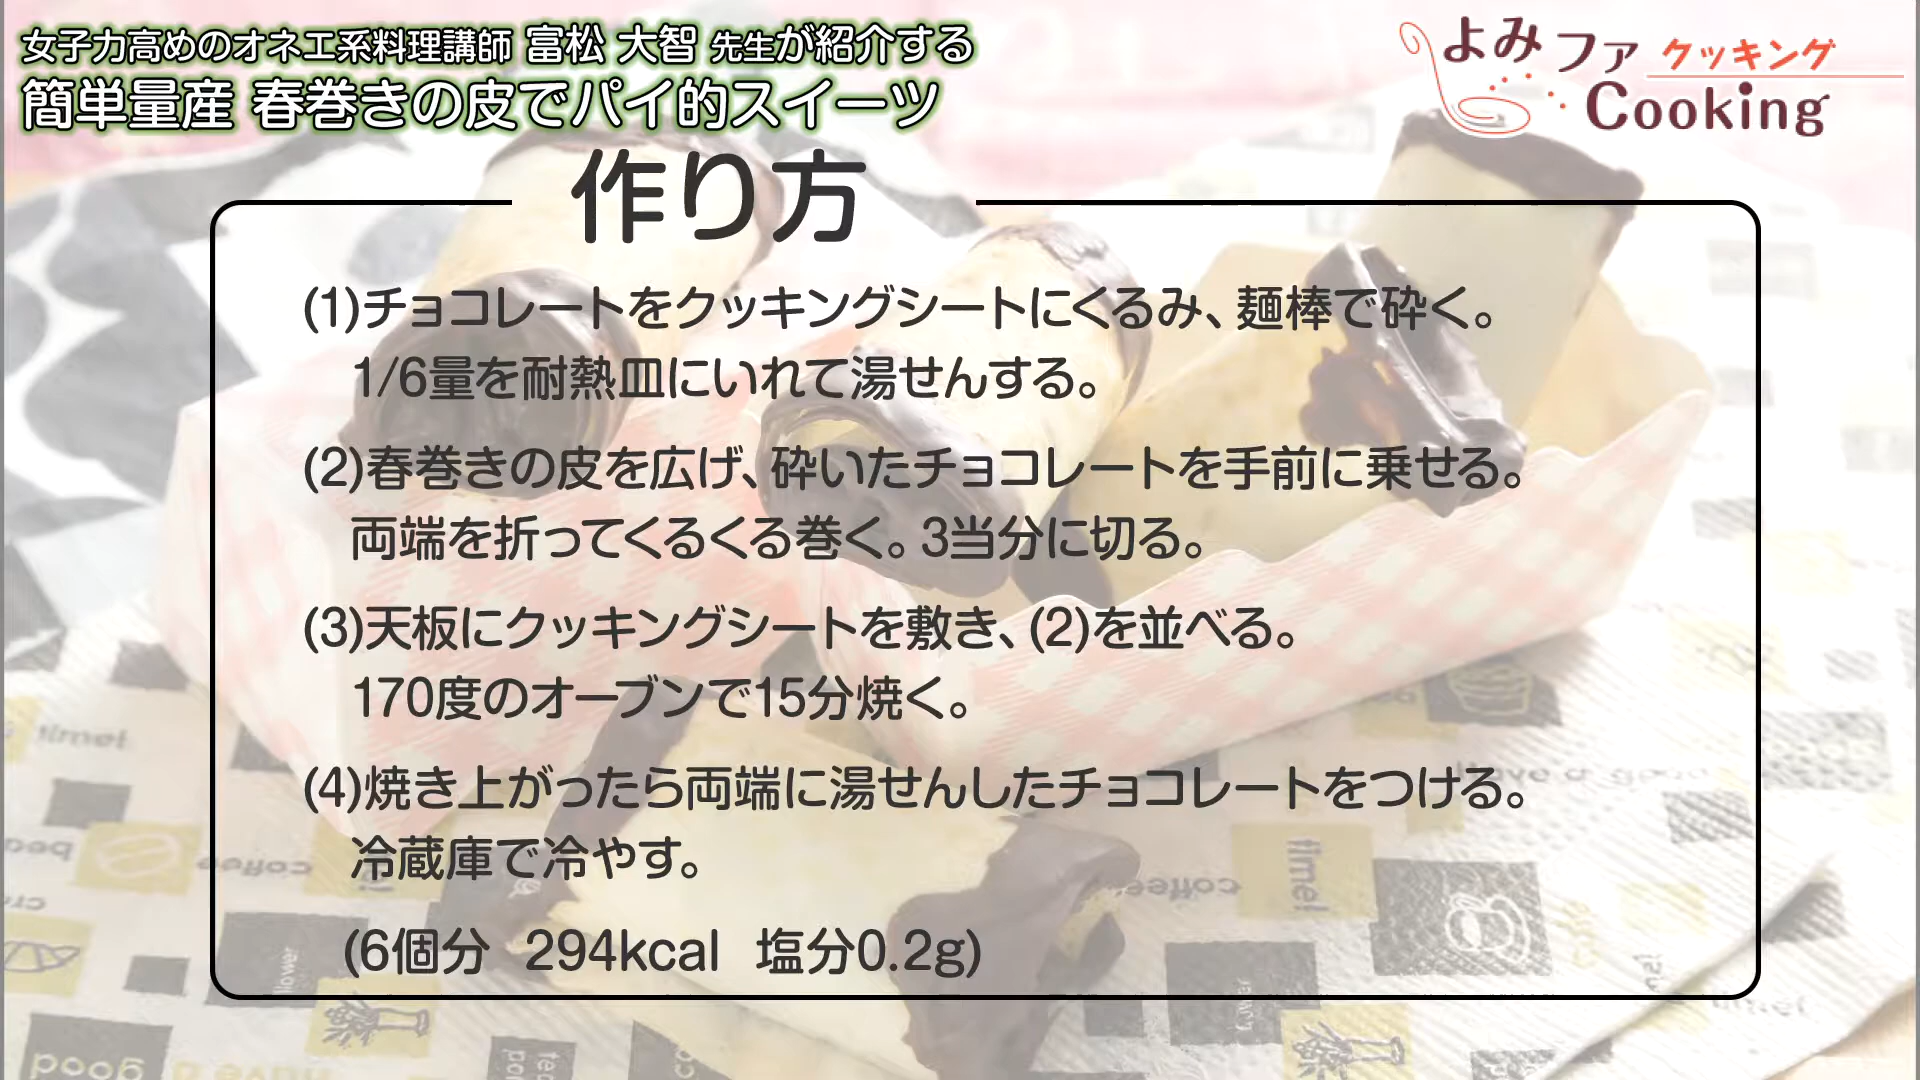 女子力高めのオネエ系料理講師 富松 大智 先生が紹介する
簡単量産 春巻きの皮でパイ的スイーツ
よみファ クッキング
Cooking
作り方
(1)チョコレートをクッキングシートにくるみ、麺棒で砕く。
1/6量を耐熱皿にいれて湯せんする。
(2)春巻きの皮を広げ、砕いたチョコレートを手前に乗せる。
両端を折ってくるくる巻く。3当分に切る。
(3)天板にクッキングシートを敷き、(2)を並べる。
170度のオーブンで15分焼く。
(4)焼き上がったら両端に湯せんしたチョコレートをつける。
冷蔵庫で冷やす。
(6個分 294kcal 塩分0.2g)
time!
coffee
coffee
time!
good